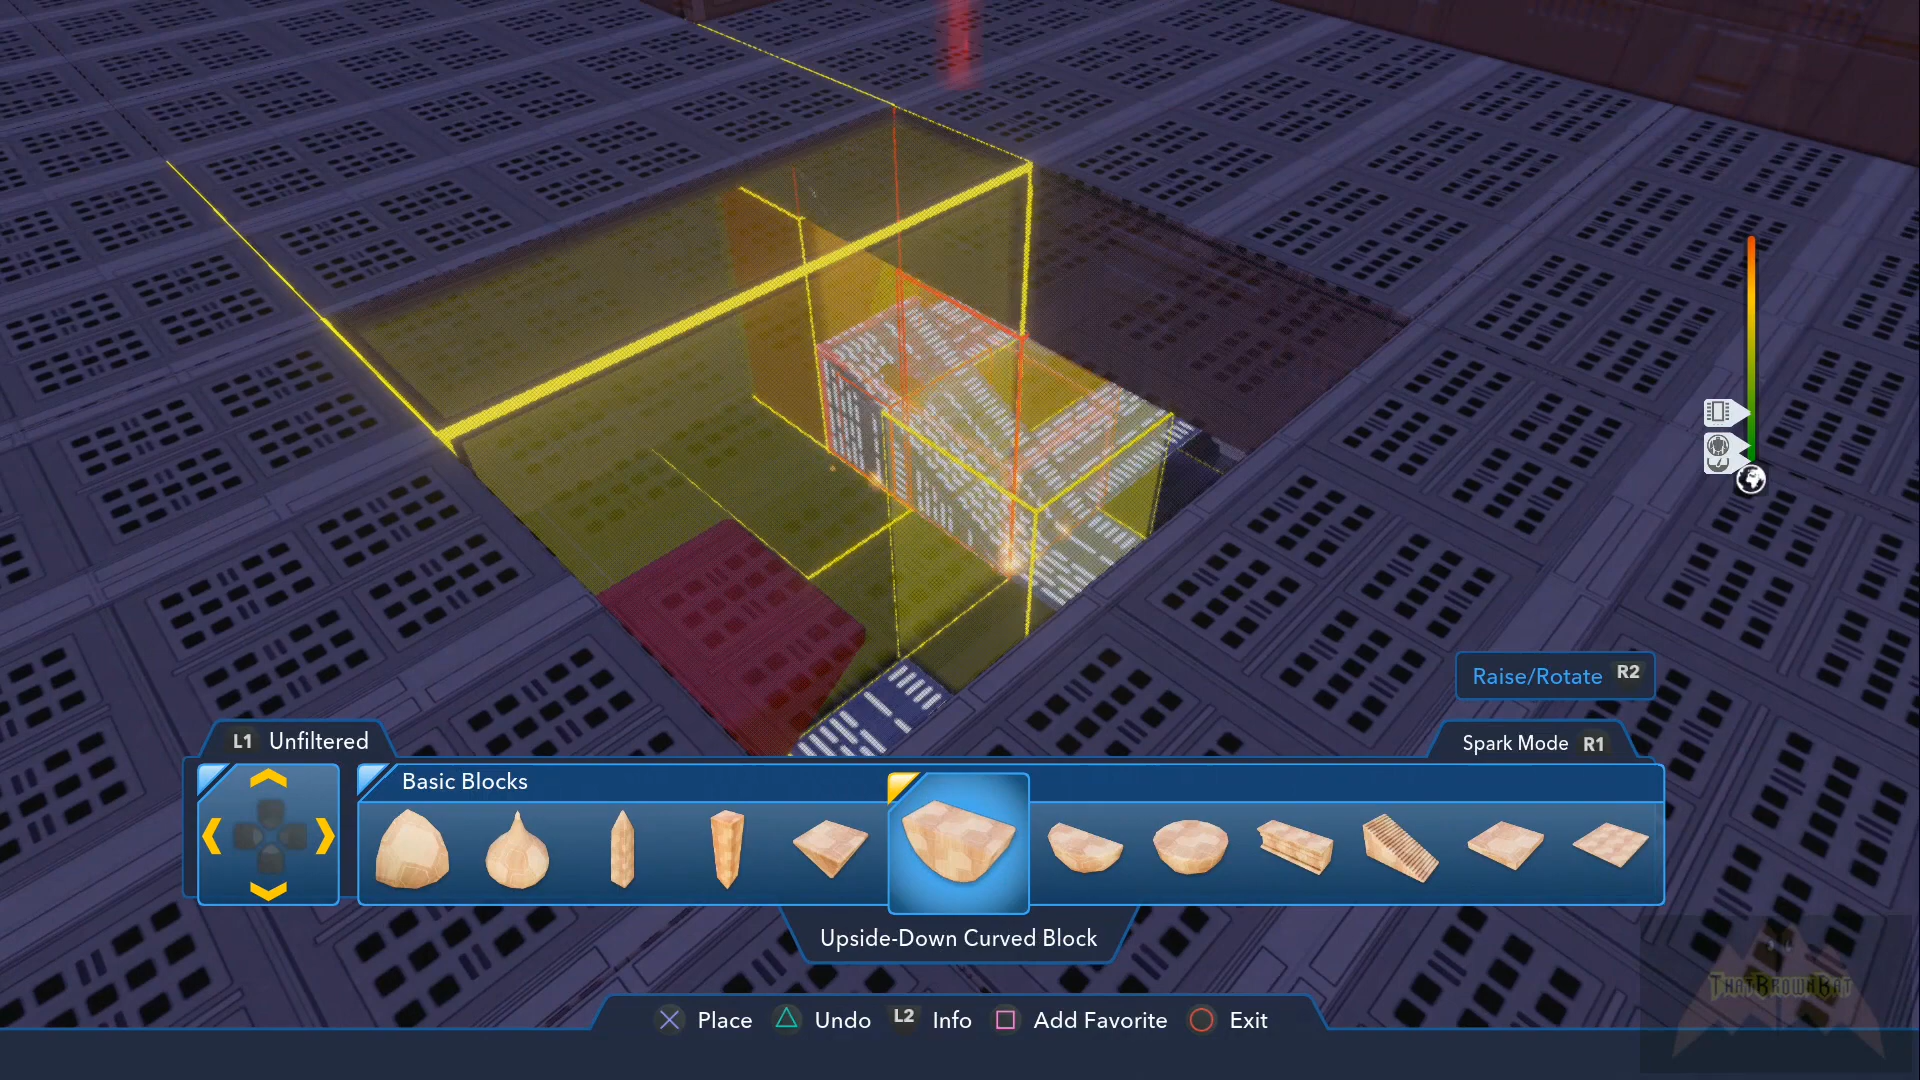 Raise/Rotate R2
L1 Unfiltered
Spark Mode R1
Basic Blocks
Upside-Down Curved Block
Place Undo L2 Info Add Favorite Exit
THATBROWNBAT